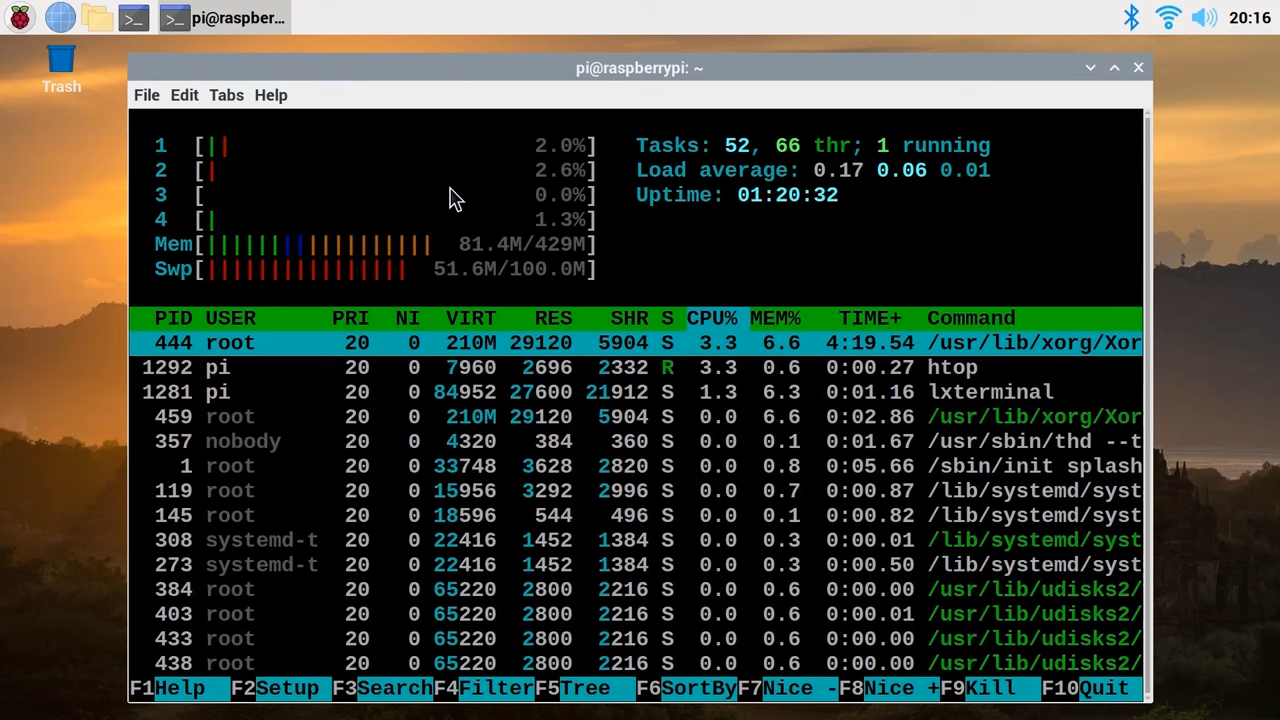 pi@raspber…
20:16
Trash
pi@raspberrypi: ~
File Edit Tabs Help
1 [|| 2.0%] Tasks: 52, 66 thr; 1 running
2 [| 2.6%] Load average: 0.17 0.06 0.01
3 [ 0.0%] Uptime: 01:20:32
4 [| 1.3%]
Mem[|||||||||||||||||| 81.4M/429M]
Swp[|||||||||||||||| 51.6M/100.0M]
PID USER PRI NI VIRT RES SHR S CPU% MEM% TIME+ Command
444 root 20 0 210M 29120 5904 S 3.3 6.6 4:19.54 /usr/lib/xorg/Xor
1292 pi 20 0 7960 2696 2332 R 3.3 0.6 0:00.27 htop
1281 pi 20 0 84952 27600 21912 S 1.3 6.3 0:01.16 lxterminal
459 root 20 0 210M 29120 5904 S 0.0 6.6 0:02.86 /usr/lib/xorg/Xor
357 nobody 20 0 4320 384 360 S 0.0 0.1 0:01.67 /usr/sbin/thd --t
1 root 20 0 33748 3628 2820 S 0.0 0.8 0:05.66 /sbin/init splash
119 root 20 0 15956 3292 2996 S 0.0 0.7 0:00.87 /lib/systemd/syst
145 root 20 0 18596 544 496 S 0.0 0.1 0:00.82 /lib/systemd/syst
308 systemd-t 20 0 22416 1452 1384 S 0.0 0.3 0:00.01 /lib/systemd/syst
273 systemd-t 20 0 22416 1452 1384 S 0.0 0.3 0:00.50 /lib/systemd/syst
384 root 20 0 65220 2800 2216 S 0.0 0.6 0:00.00 /usr/lib/udisks2/
403 root 20 0 65220 2800 2216 S 0.0 0.6 0:00.01 /usr/lib/udisks2/
433 root 20 0 65220 2800 2216 S 0.0 0.6 0:00.00 /usr/lib/udisks2/
438 root 20 0 65220 2800 2216 S 0.0 0.6 0:00.00 /usr/lib/udisks2/
F1Help F2Setup F3SearchF4FilterF5Tree F6SortByF7Nice -F8Nice +F9Kill F10Quit